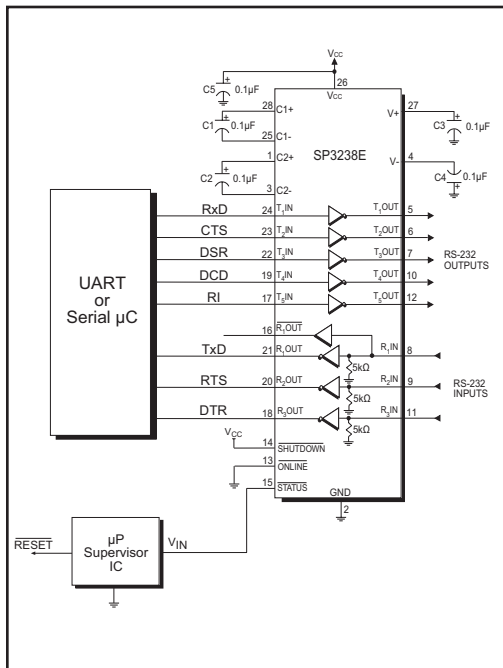 VCC
26
VCC
C5
+
0.1µF
28
C1+
C1
+
0.1µF
25
C1-
1
C2+
C2
+
0.1µF
3
C2-
SP3238E
27
V+
C3
+
0.1µF
4
V-
C4
+
0.1µF
UART
or
Serial µC
RxD
24
T1IN
T1OUT
5
CTS
23
T2IN
T2OUT
6
DSR
22
T3IN
T3OUT
7
RS-232
OUTPUTS
DCD
19
T4IN
T4OUT
10
RI
17
T5IN
T5OUT
12
16
R1OUT
TxD
21
R1OUT
R1IN
8
5kΩ
RTS
20
R2OUT
R2IN
9
RS-232
INPUTS
5kΩ
DTR
18
R3OUT
R3IN
11
5kΩ
VCC
14
SHUTDOWN
13
ONLINE
15
STATUS
GND
2
RESET
µP
Supervisor
IC
VIN